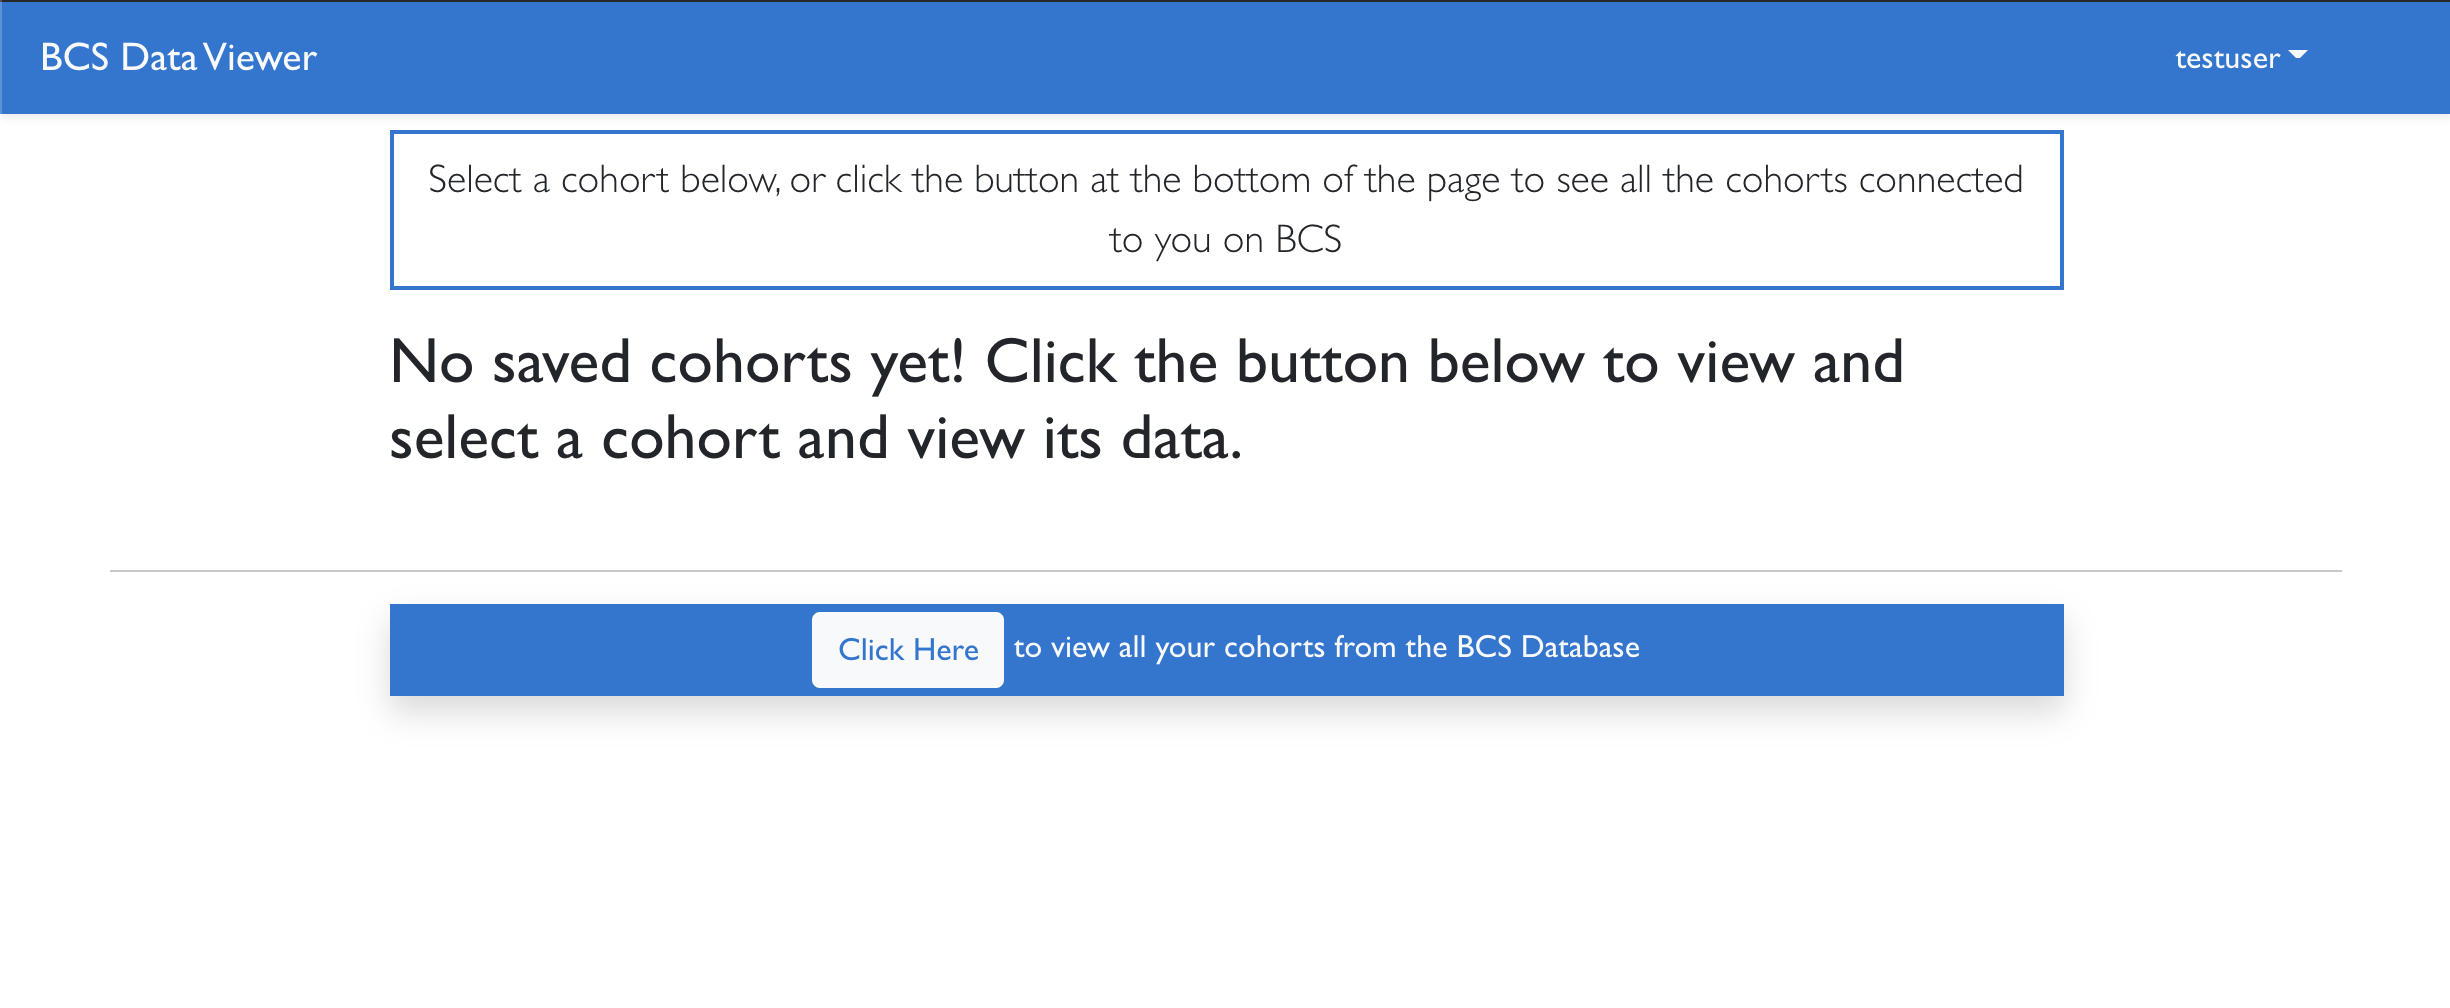 BCS Data Viewer
testuser
Select a cohort below, or click the button at the bottom of the page to see all the cohorts connected
to you on BCS
No saved cohorts yet! Click the button below to view and
select a cohort and view its data.
Click Here to view all your cohorts from the BCS Database